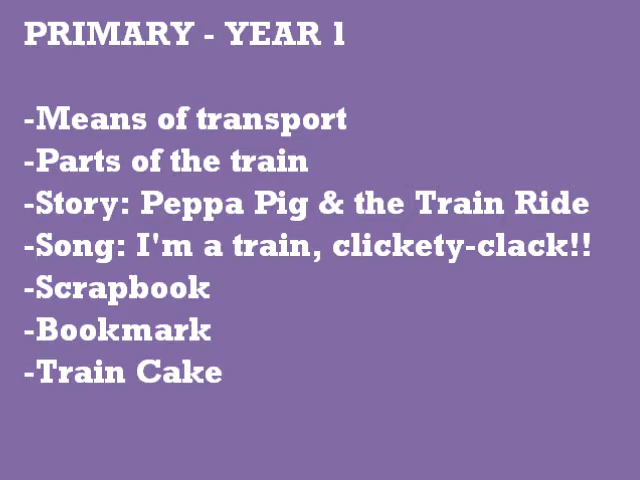 PRIMARY - YEAR 1
-Means of transport
-Parts of the train
-Story: Peppa Pig & the Train Ride
-Song: I'm a train, clickety-clack!!
-Scrapbook
-Bookmark
-Train Cake